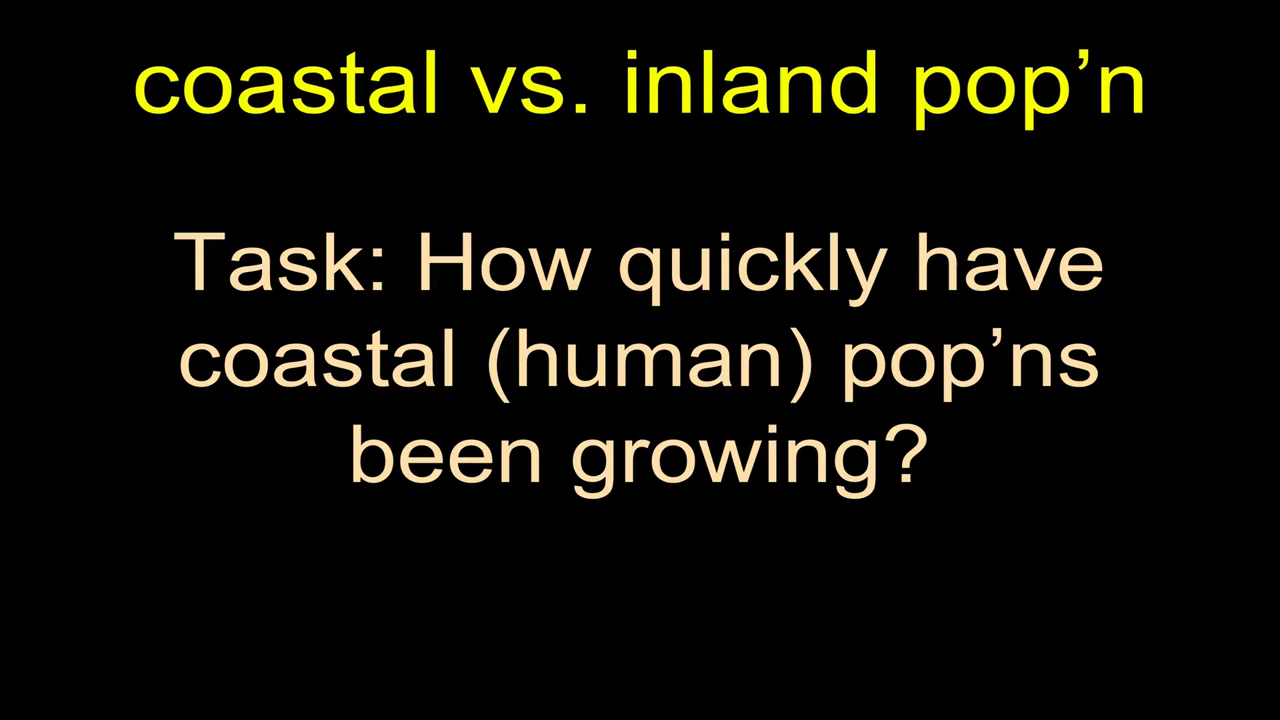 coastal vs. inland pop’n
Task: How quickly have
coastal (human) pop’ns
been growing?